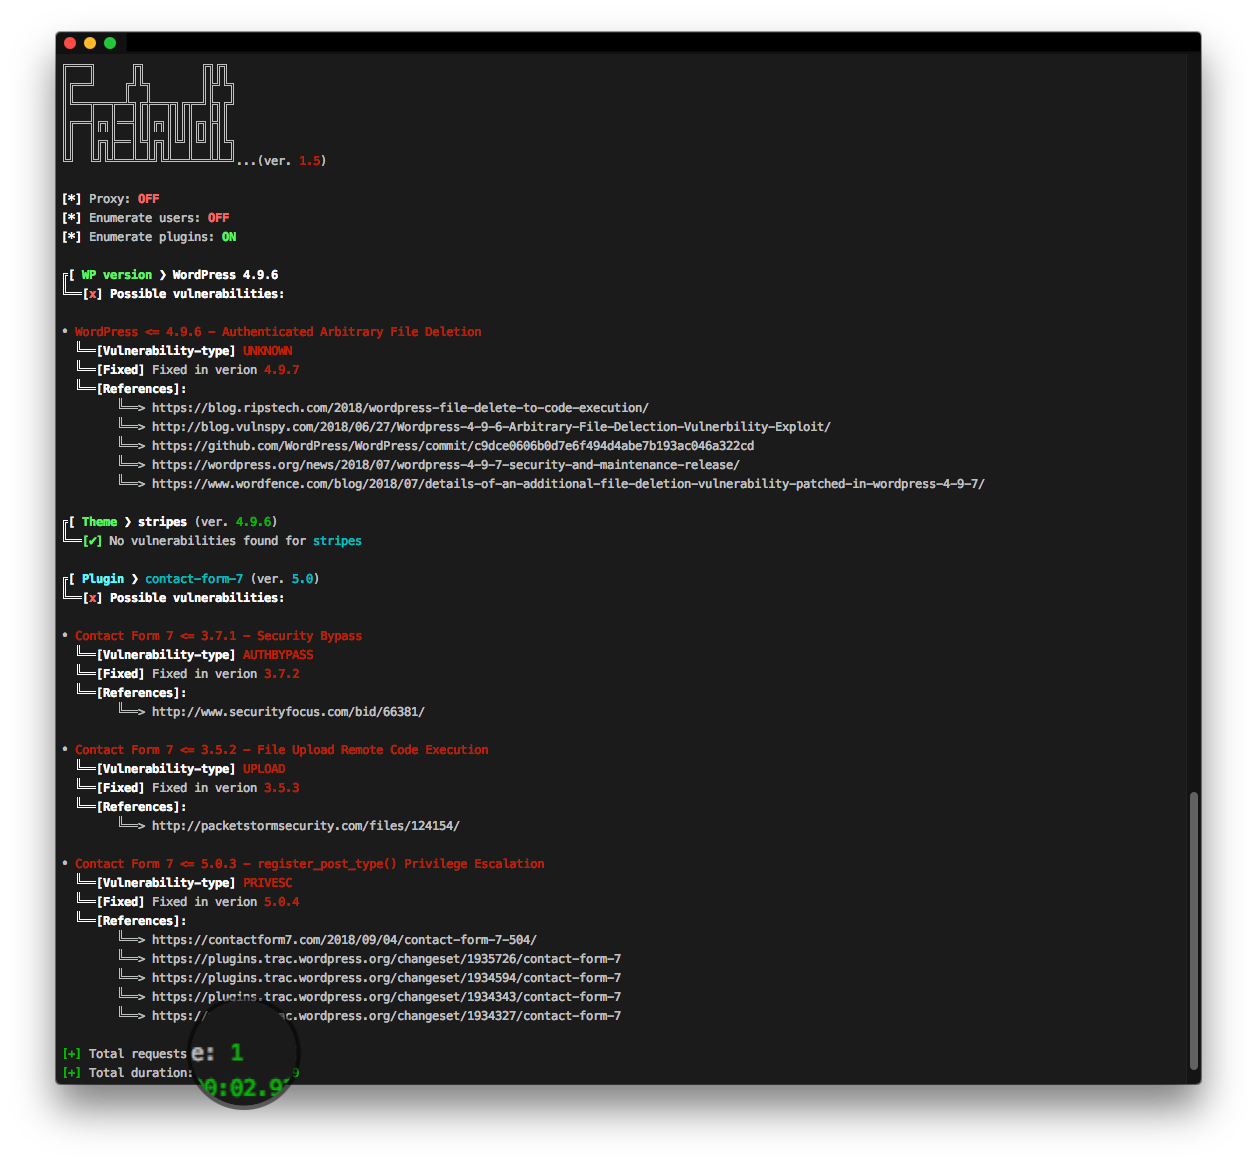 ...(ver. 1.5)
[*] Proxy: OFF
[*] Enumerate users: OFF
[*] Enumerate plugins: ON
╔[ WP version ❯ WordPress 4.9.6
╚══[x] Possible vulnerabilities:
• WordPress <= 4.9.6 - Authenticated Arbitrary File Deletion
╚══[Vulnerability-type] UNKNOWN
╚══[Fixed] Fixed in verion 4.9.7
╚══[References]:
╚══> https://blog.ripstech.com/2018/wordpress-file-delete-to-code-execution/
╚══> http://blog.vulnspy.com/2018/06/27/Wordpress-4-9-6-Arbitrary-File-Delection-Vulnerbility-Exploit/
╚══> https://github.com/WordPress/WordPress/commit/c9dce0606b0d7e6f494d4abe7b193ac046a322cd
╚══> https://wordpress.org/news/2018/07/wordpress-4-9-7-security-and-maintenance-release/
╚══> https://www.wordfence.com/blog/2018/07/details-of-an-additional-file-deletion-vulnerability-patched-in-wordpress-4-9-7/
╔[ Theme ❯ stripes (ver. 4.9.6)
╚══[✔] No vulnerabilities found for stripes
╔[ Plugin ❯ contact-form-7 (ver. 5.0)
╚══[x] Possible vulnerabilities:
• Contact Form 7 <= 3.7.1 - Security Bypass
╚══[Vulnerability-type] AUTHBYPASS
╚══[Fixed] Fixed in verion 3.7.2
╚══[References]:
╚══> http://www.securityfocus.com/bid/66381/
• Contact Form 7 <= 3.5.2 - File Upload Remote Code Execution
╚══[Vulnerability-type] UPLOAD
╚══[Fixed] Fixed in verion 3.5.3
╚══[References]:
╚══> http://packetstormsecurity.com/files/124154/
• Contact Form 7 <= 5.0.3 - register_post_type() Privilege Escalation
╚══[Vulnerability-type] PRIVESC
╚══[Fixed] Fixed in verion 5.0.4
╚══[References]:
╚══> https://contactform7.com/2018/09/04/contact-form-7-504/
╚══> https://plugins.trac.wordpress.org/changeset/1935726/contact-form-7
╚══> https://plugins.trac.wordpress.org/changeset/1934594/contact-form-7
╚══> https://plugins.trac.wordpress.org/changeset/1934343/contact-form-7
╚══> https:/ ac.wordpress.org/changeset/1934327/contact-form-7
[+] Total requests e: 1
[+] Total duration: 0:02.9